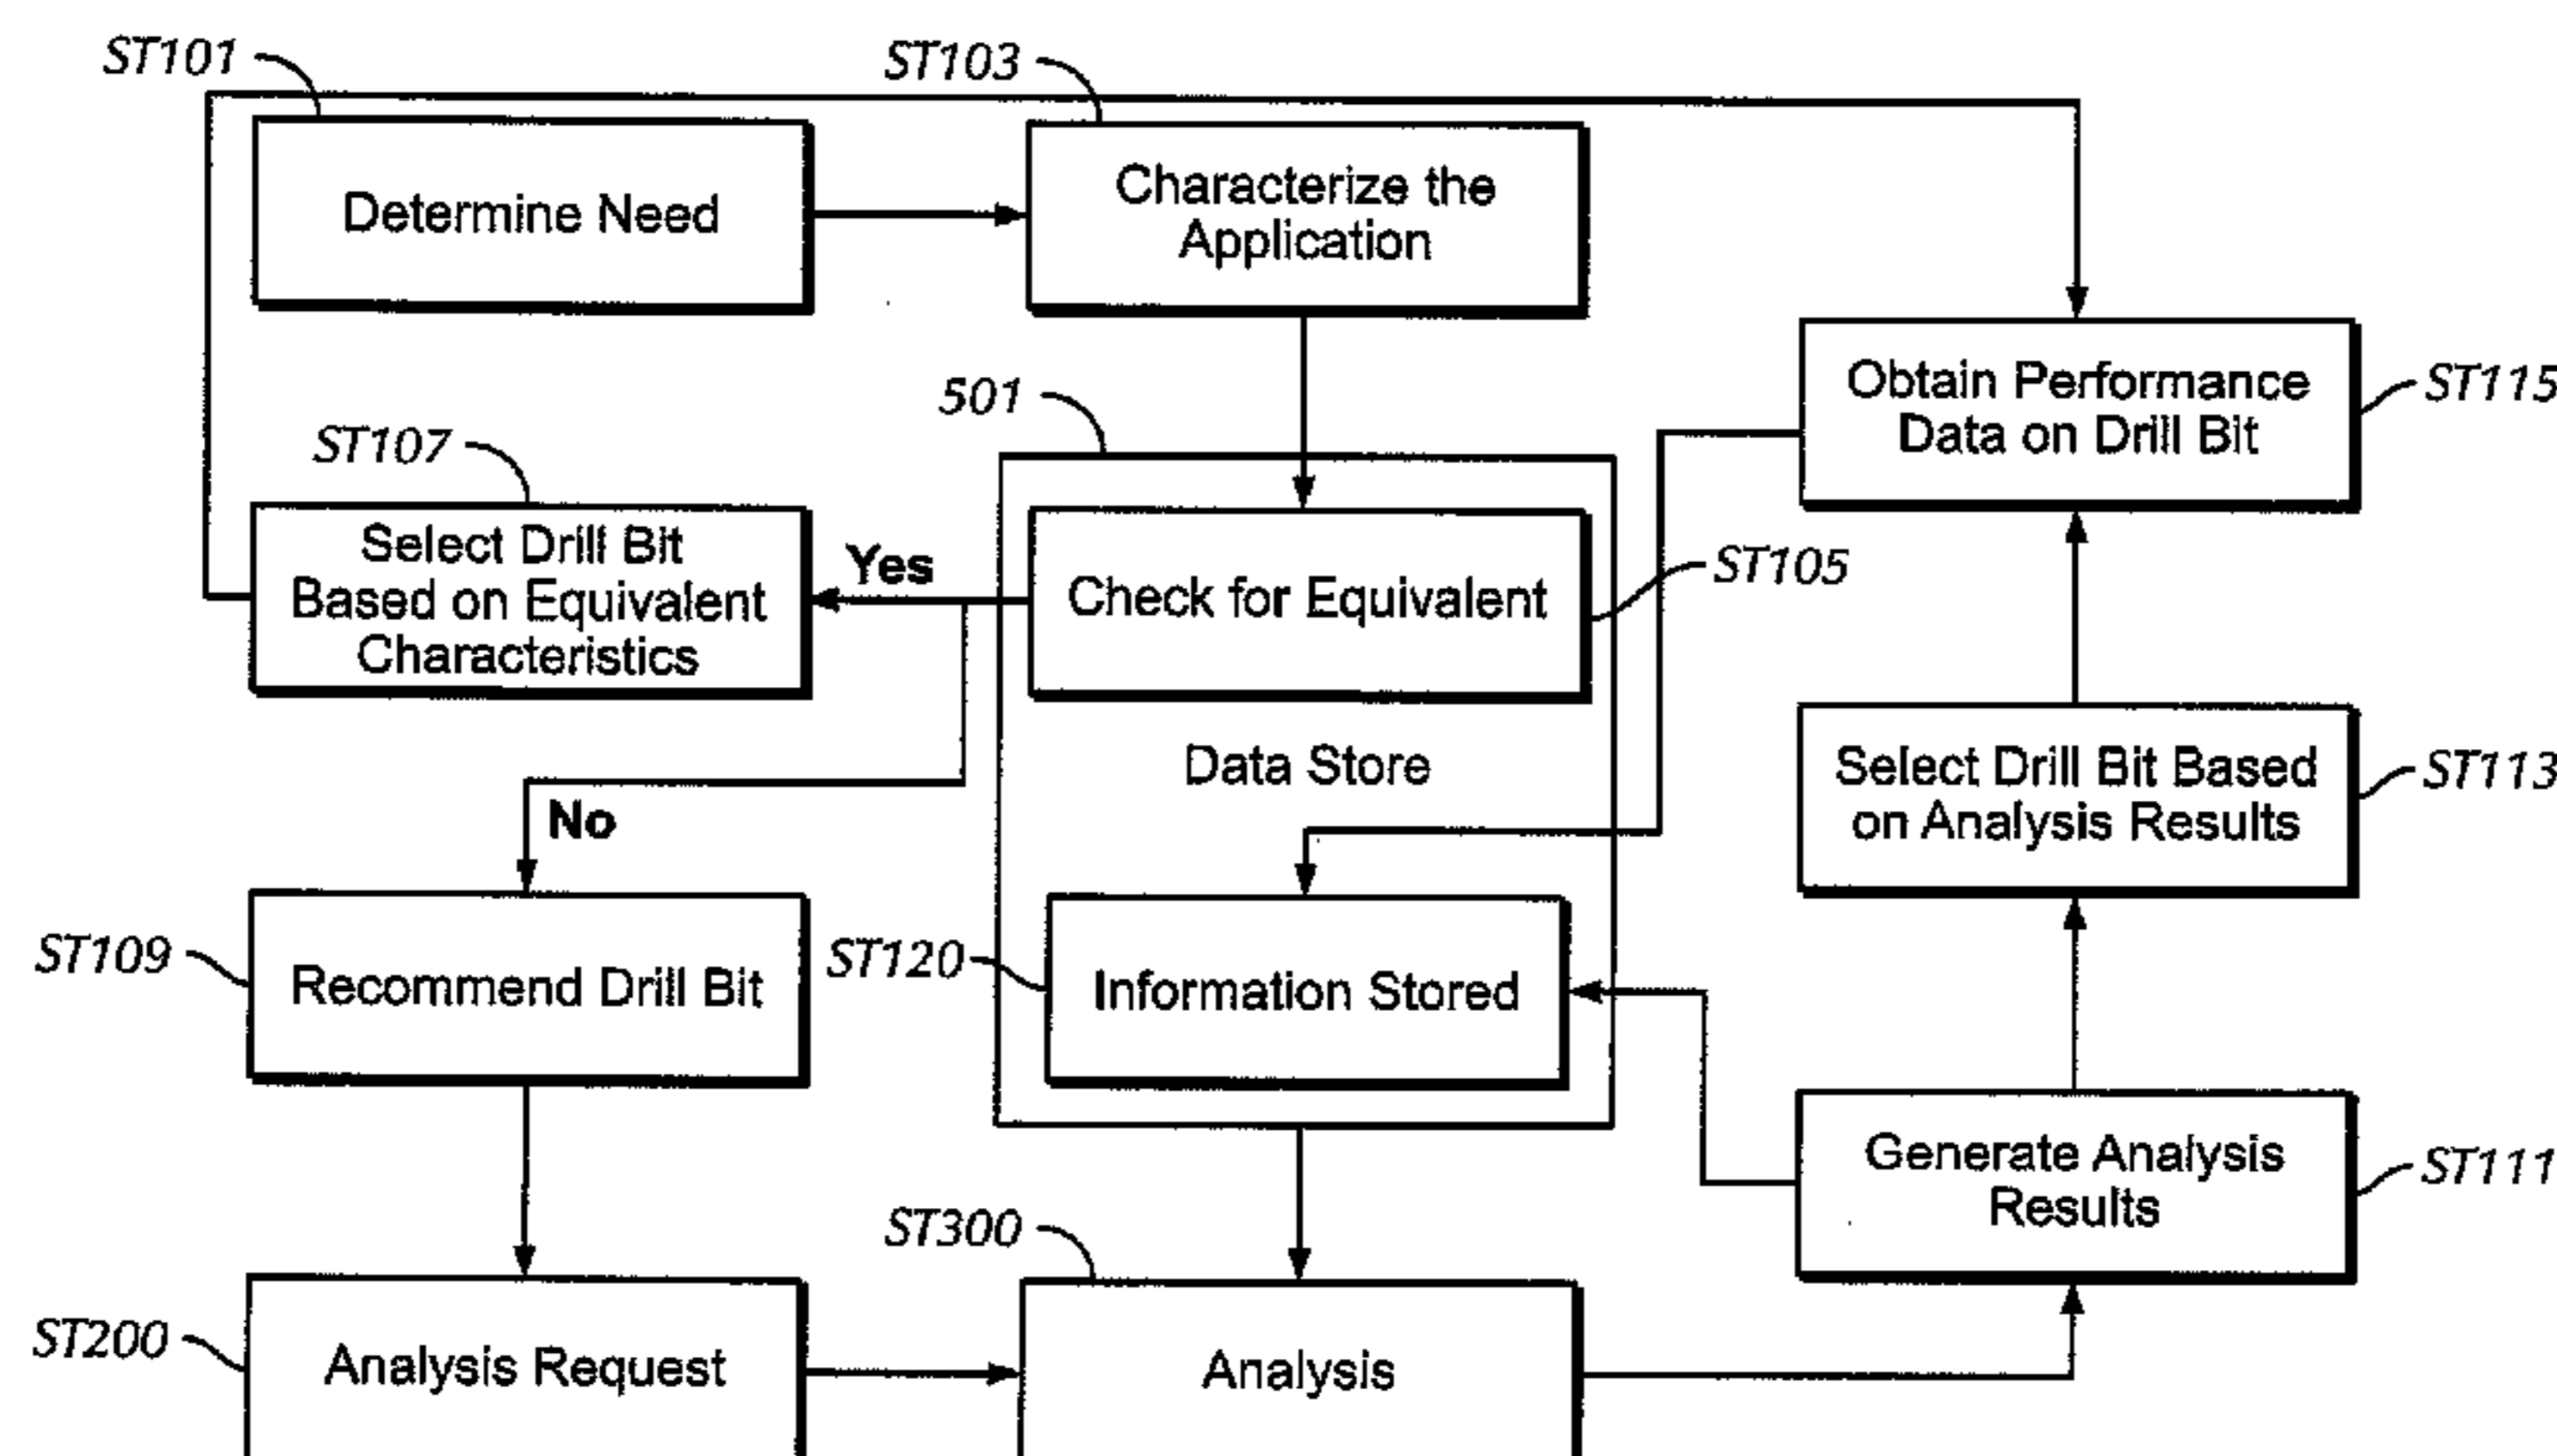 ST101
ST103
Determine Need
Characterize the
Application
501
Obtain Performance
Data on Drill Bit
ST115
ST107
Select Drill Bit
Based on Equivalent
Characteristics
Yes
Check for Equivalent
ST105
Data Store
No
Select Drill Bit Based
on Analysis Results
ST113
ST109
Recommend Drill Bit
ST120
Information Stored
Generate Analysis
Results
ST111
ST300
ST200
Analysis Request
Analysis